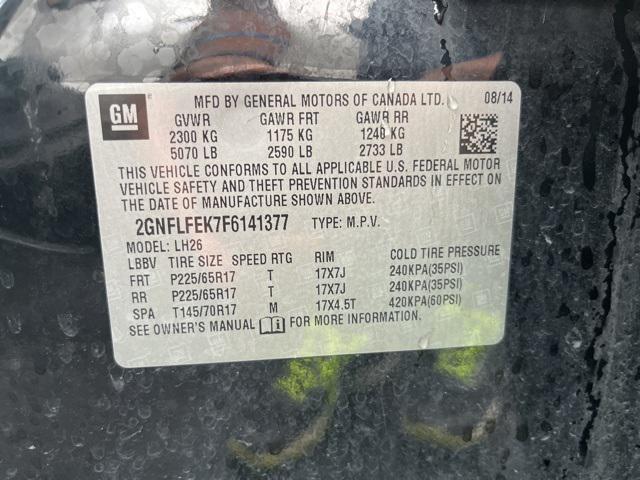 GM MFD BY GENERAL MOTORS OF CANADA LTD. 08/14
GVWR GAWR FRT GAWR RR
2300 KG 1175 KG 1240 KG
5070 LB 2590 LB 2733 LB
THIS VEHICLE CONFORMS TO ALL APPLICABLE U.S. FEDERAL MOTOR
VEHICLE SAFETY AND THEFT PREVENTION STANDARDS IN EFFECT ON
THE DATE OF MANUFACTURE SHOWN ABOVE.
2GNFLFEK7F6141377 TYPE: M.P.V.
MODEL: LH26
LBBV TIRE SIZE SPEED RTG RIM COLD TIRE PRESSURE
FRT P225/65R17 T 17X7J 240KPA(35PSI)
RR P225/65R17 T 17X7J 240KPA(35PSI)
SPA T145/70R17 M 17X4.5T 420KPA(60PSI)
SEE OWNER'S MANUAL FOR MORE INFORMATION.